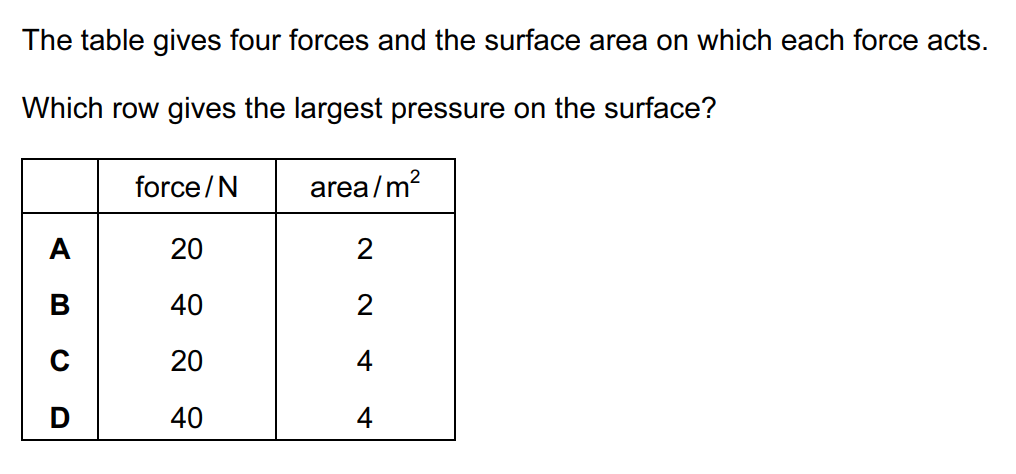 The table gives four forces and the surface area on which each force acts.
Which row gives the largest pressure on the surface?
force/N area/m²
A 20 2
B 40 2
C 20 4
D 40 4